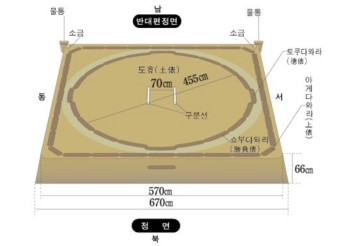 남
반대편정면
물통
물통
소금
소금
토쿠다와라
(德俵)
도효(土俵)
455㎝
70㎝
아게다와라(上俵)
동
서
구분선
쇼부다와라
(勝負俵)
66㎝
570㎝
670㎝
정 면
북